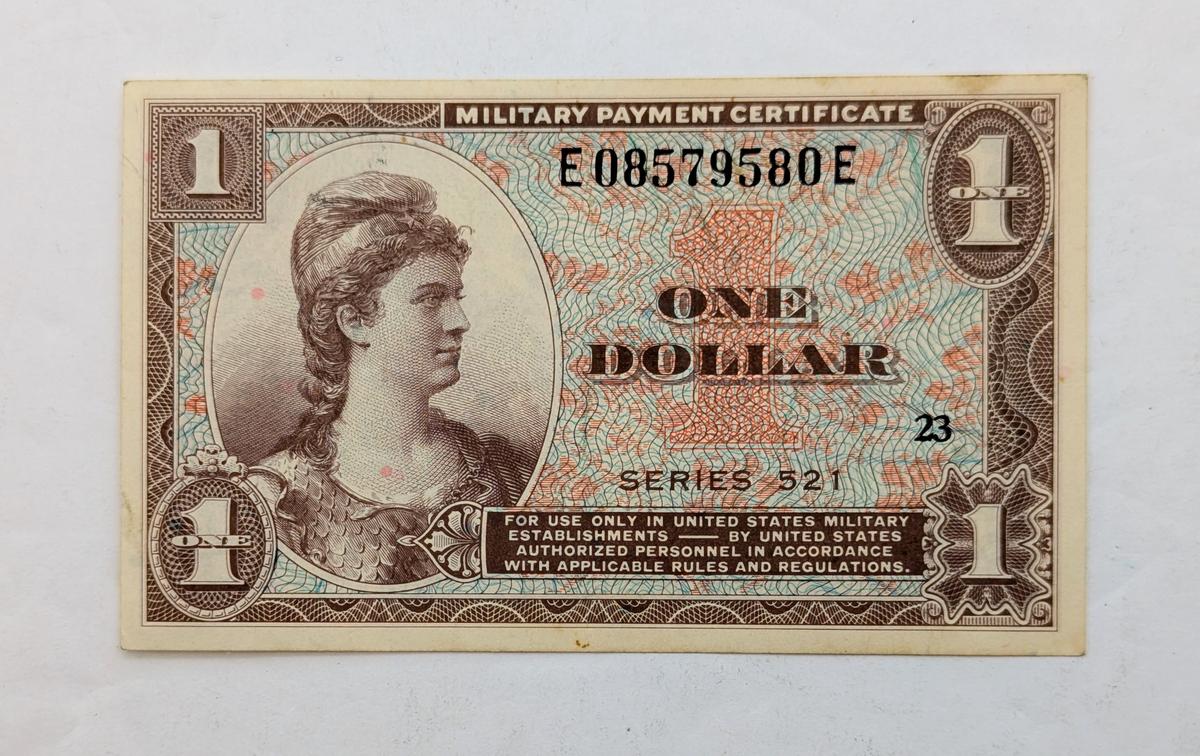 1 MILITARY PAYMENT CERTIFICATE 1
ONE
E08579580E
ONE
DOLLAR
1
23
SERIES 521
FOR USE ONLY IN UNITED STATES MILITARY
ESTABLISHMENTS — BY UNITED STATES
AUTHORIZED PERSONNEL IN ACCORDANCE
WITH APPLICABLE RULES AND REGULATIONS.
1
ONE
1